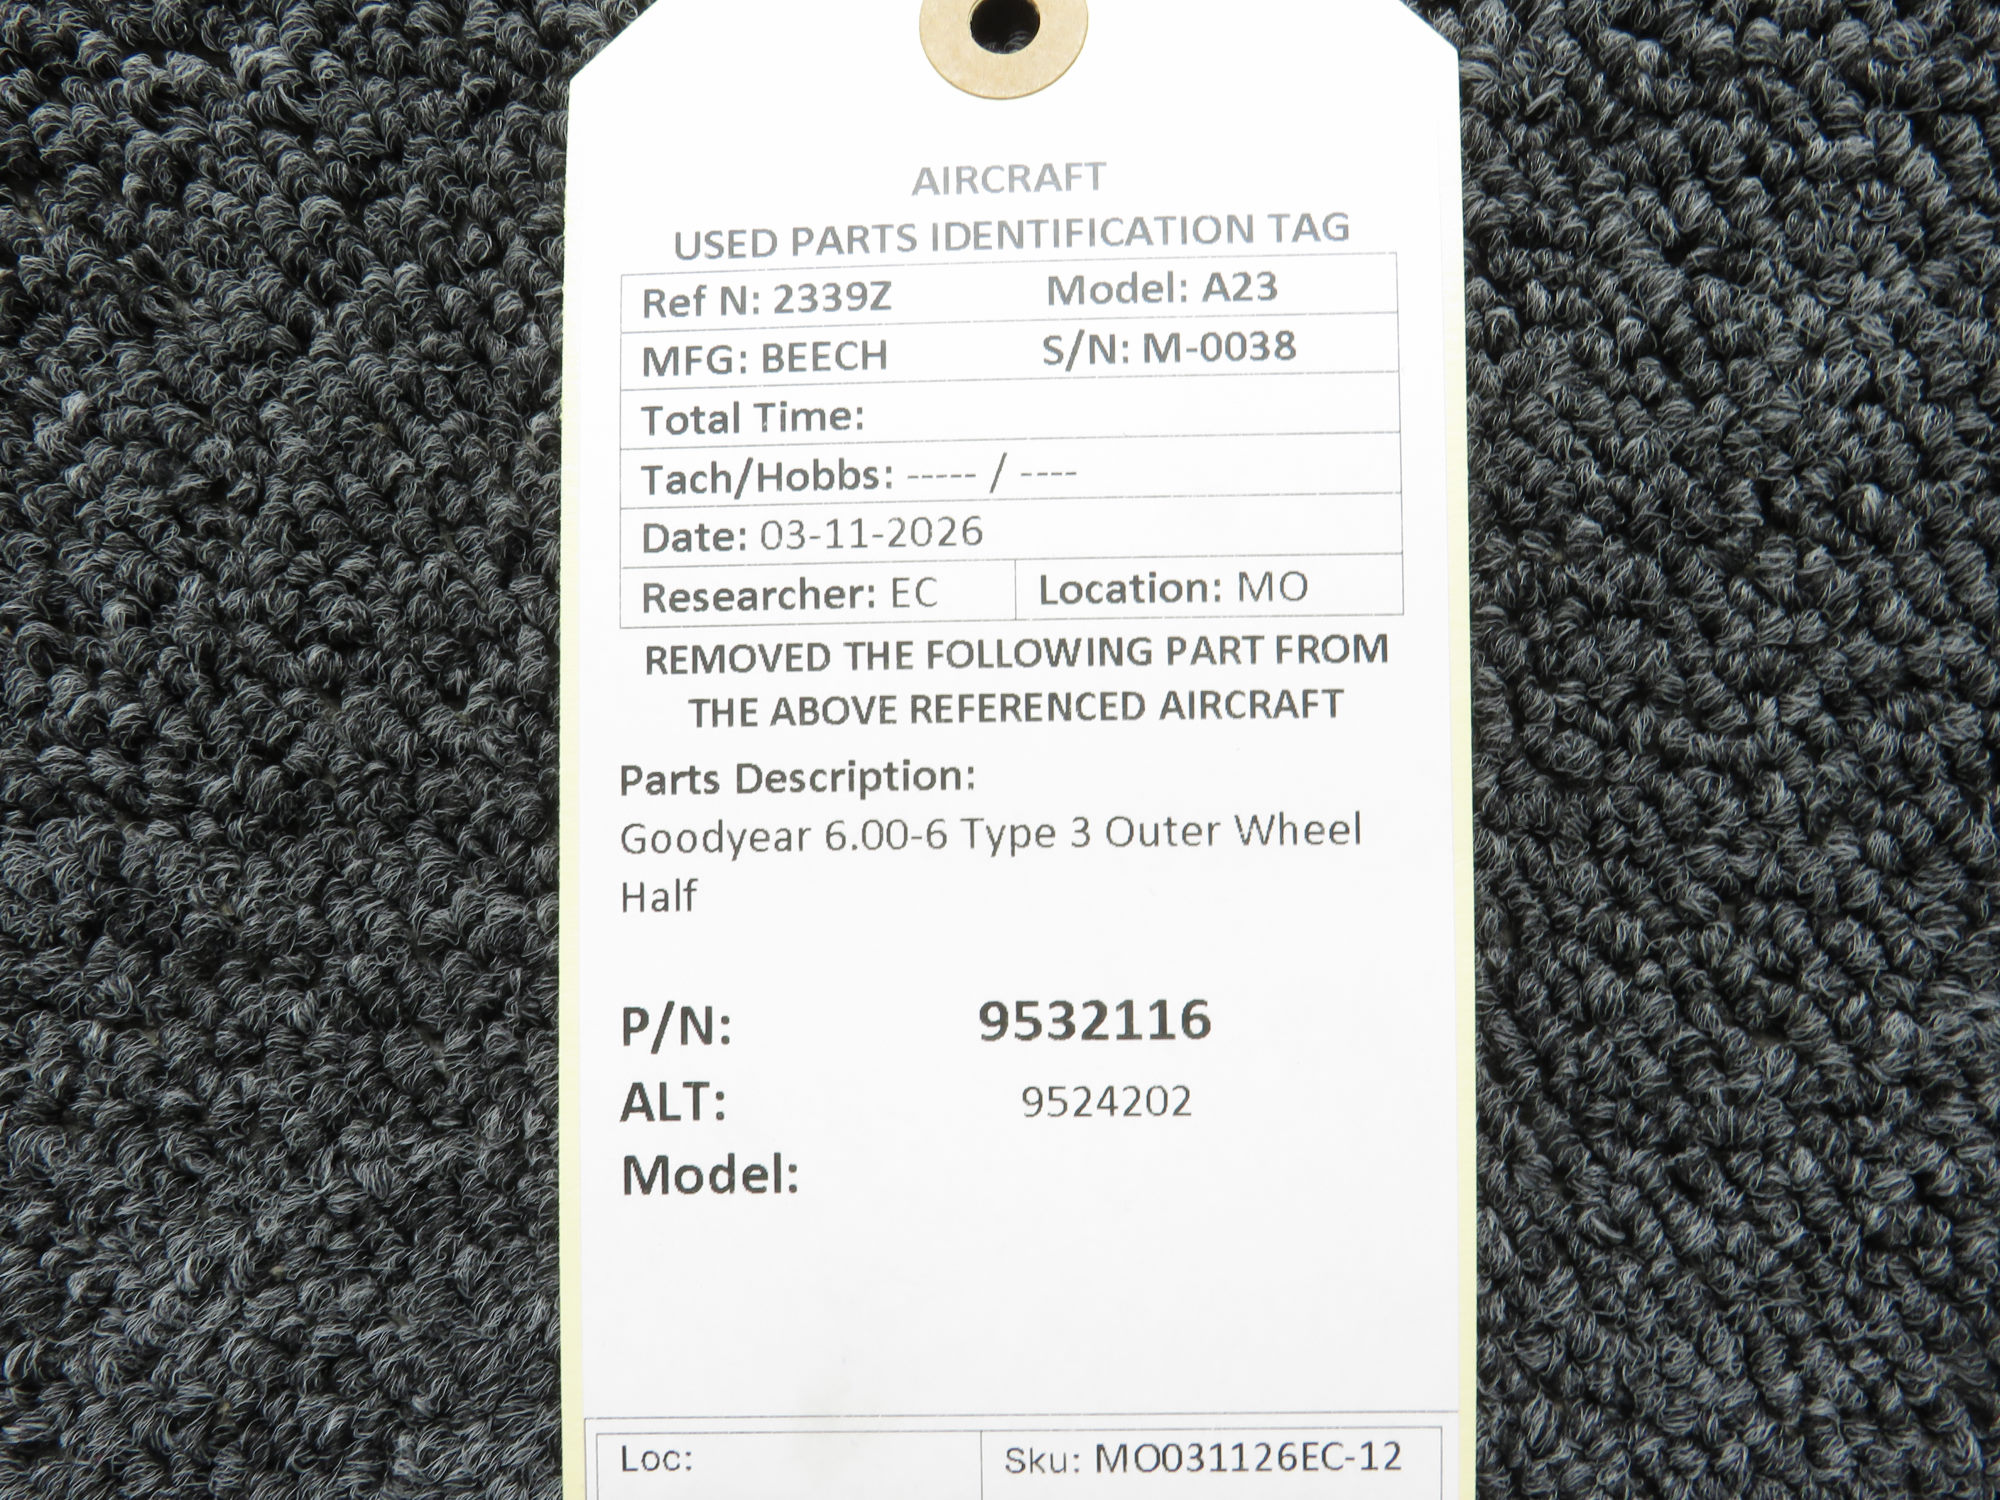 AIRCRAFT
USED PARTS IDENTIFICATION TAG
Ref N: 2339Z Model: A23
MFG: BEECH S/N: M-0038
Total Time:
Tach/Hobbs: ----- / ----
Date: 03-11-2026
Researcher: EC Location: MO
REMOVED THE FOLLOWING PART FROM
THE ABOVE REFERENCED AIRCRAFT
Parts Description:
Goodyear 6.00-6 Type 3 Outer Wheel
Half
P/N: 9532116
ALT: 9524202
Model:
Loc: Sku: MO031126EC-12